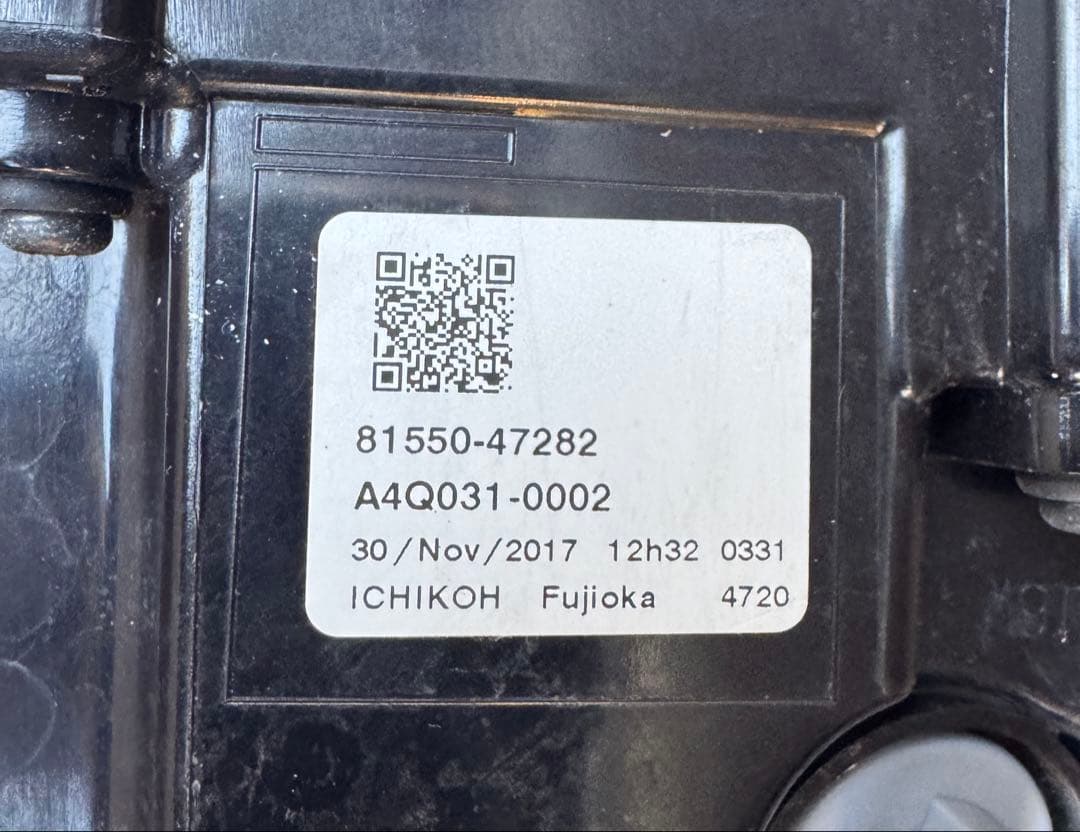 81550-47282
A4Q031-0002
30/Nov/2017 12h32 0331
ICHIKOH Fujioka 4720